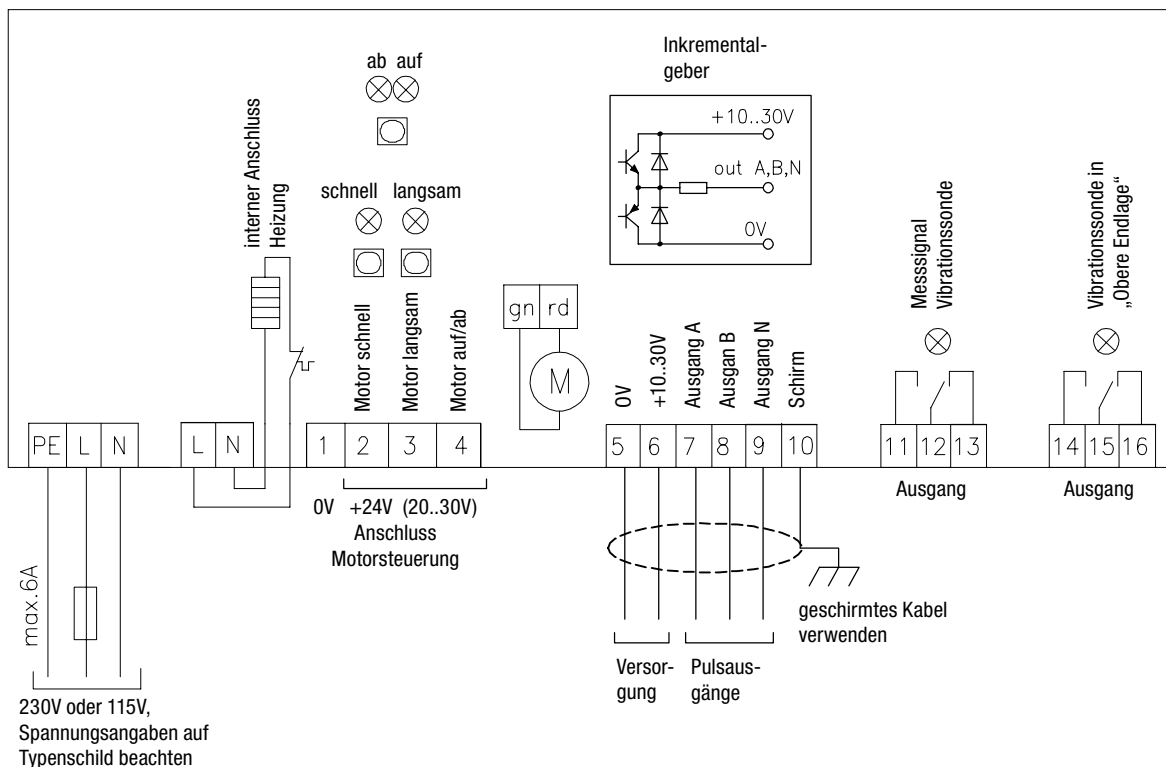 ab auf
schnell langsam
interner Anschluss
Heizung
Motor schnell
Motor langsam
Motor auf/ab
gn rd
M
Inkremental-
geber
+10..30V
out A,B,N
0V
0V
+10..30V
Ausgang A
Ausgan B
Ausgang N
Schirm
Messsignal
Vibrationssonde
Vibrationssonde in
„Obere Endlage“
PE L N
L N
1 2 3 4
5 6 7 8 9 10
11 12 13
14 15 16
0V +24V (20..30V)
Anschluss
Motorsteuerung
Ausgang
Ausgang
max.6A
geschirmtes Kabel
verwenden
Versor-
gung
Pulsaus-
gänge
230V oder 115V,
Spannungsangaben auf
Typenschild beachten